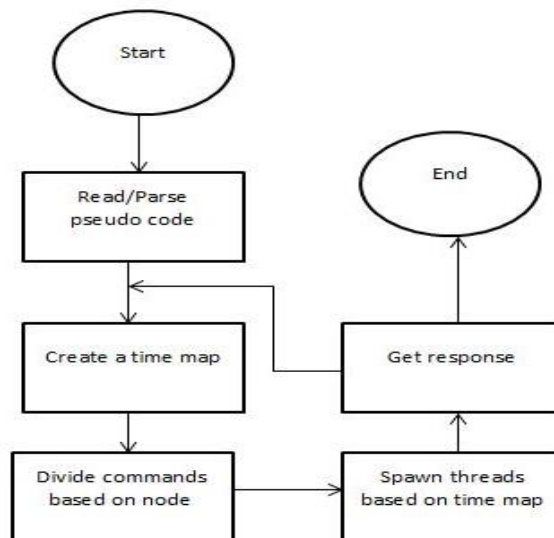 Start
Read/Parse
pseudo code
Create a time map
Divide commands
based on node
Spawn threads
based on time map
Get response
End